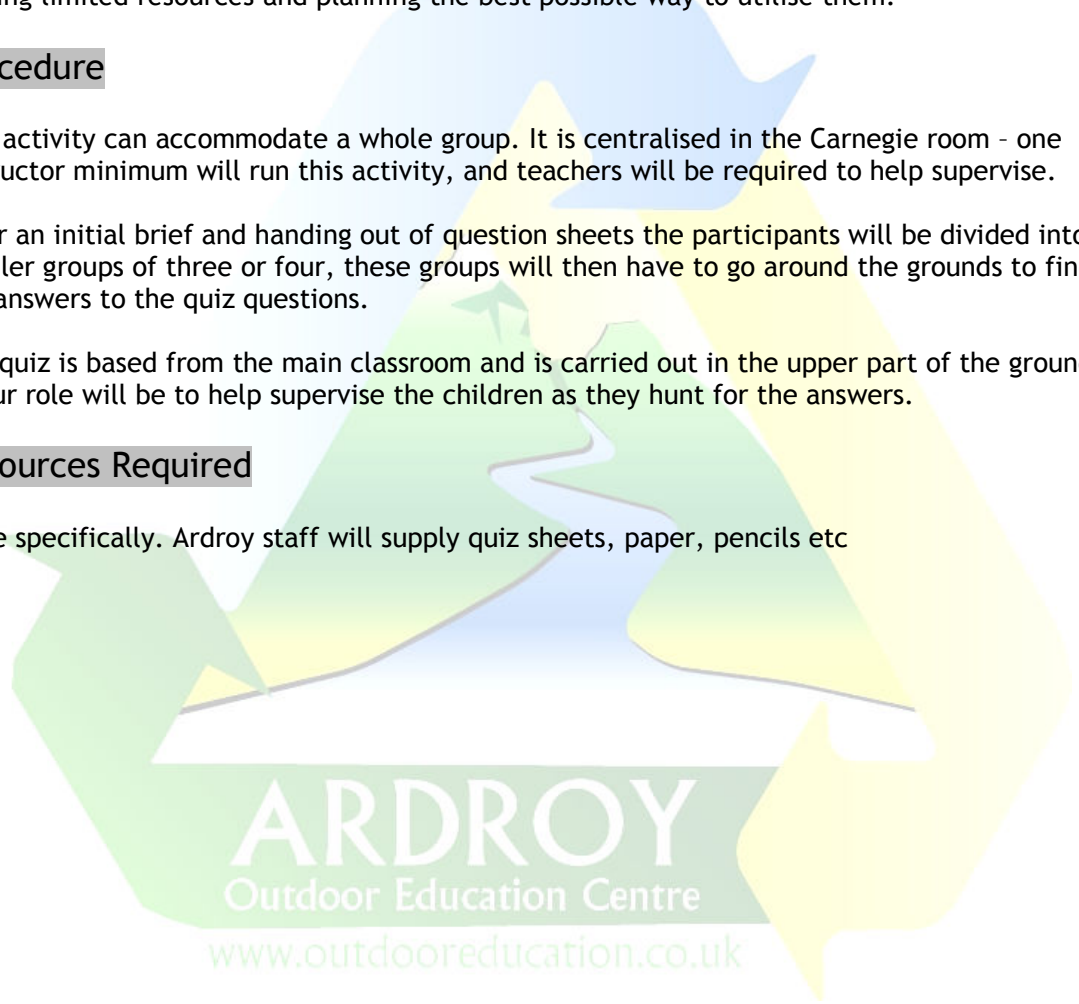 ing limited resources and planning the best possible way to utilise them.
cedure
activity can accommodate a whole group. It is centralised in the Carnegie room – one
uctor minimum will run this activity, and teachers will be required to help supervise.
r an initial brief and handing out of question sheets the participants will be divided into
ler groups of three or four, these groups will then have to go around the grounds to fin
answers to the quiz questions.
quiz is based from the main classroom and is carried out in the upper part of the groun
ur role will be to help supervise the children as they hunt for the answers.
ources Required
e specifically. Ardroy staff will supply quiz sheets, paper, pencils etc
ARDROY
Outdoor Education Centre
www.outdooreducation.co.uk